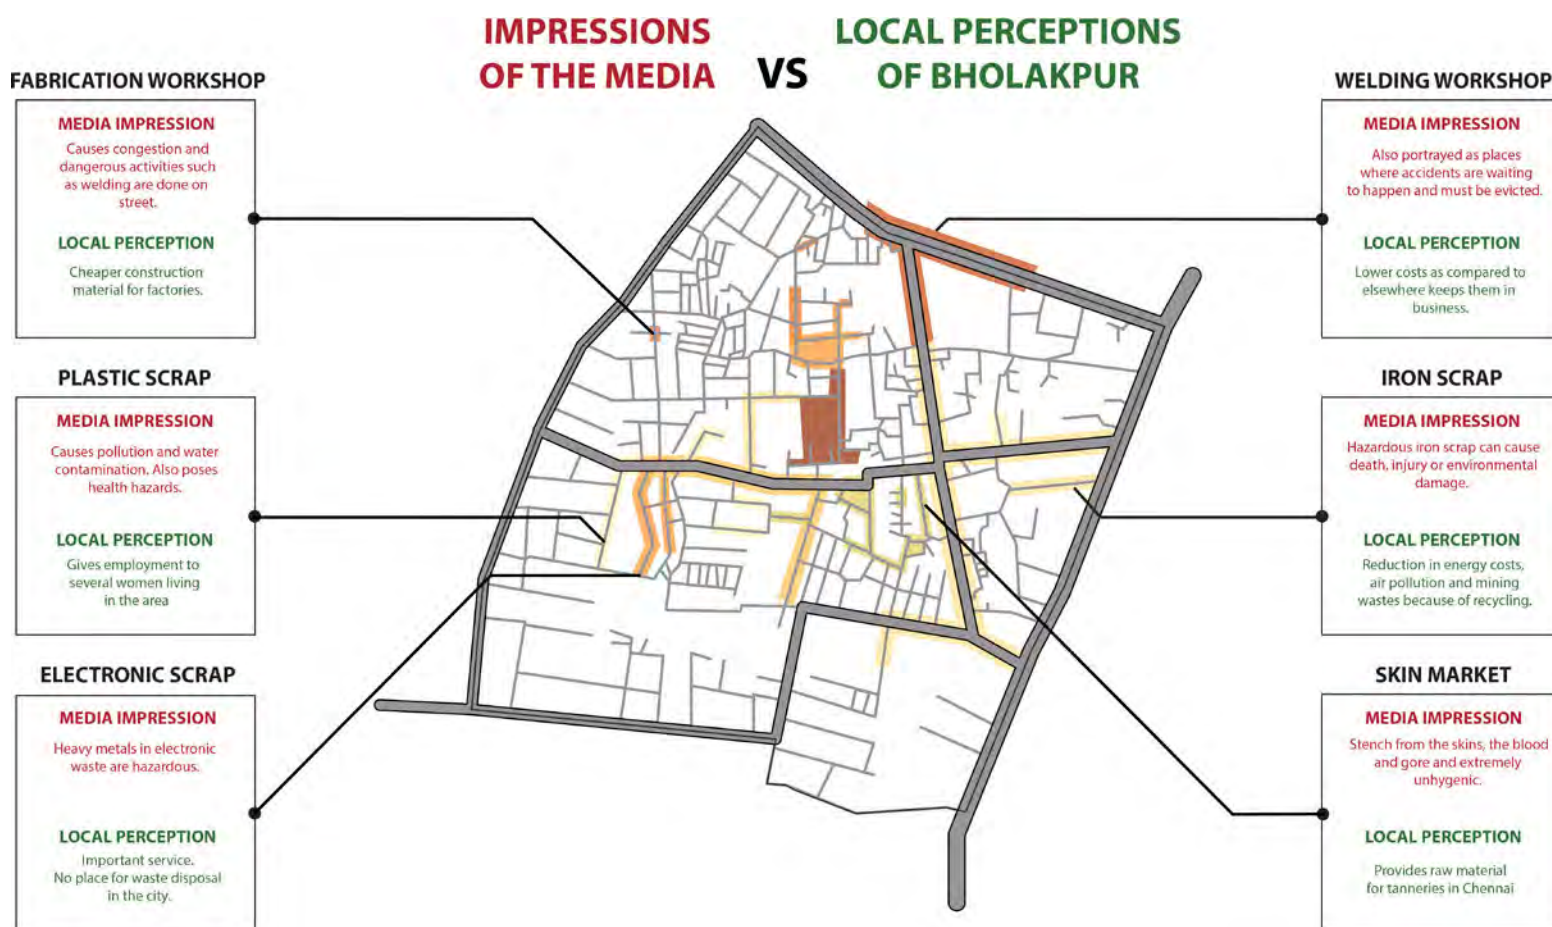 IMPRESSIONS
OF THE MEDIA
VS
LOCAL PERCEPTIONS
OF BHOLAKPUR
FABRICATION WORKSHOP
MEDIA IMPRESSION
Causes congestion and
dangerous activities such
as welding are done on
street.
LOCAL PERCEPTION
Cheaper construction
material for factories.
PLASTIC SCRAP
MEDIA IMPRESSION
Causes pollution and water
contamination. Also poses
health hazards.
LOCAL PERCEPTION
Gives employment to
several women living
in the area
ELECTRONIC SCRAP
MEDIA IMPRESSION
Heavy metals in electronic
waste are hazardous.
LOCAL PERCEPTION
Important service.
No place for waste disposal
in the city.
WELDING WORKSHOP
MEDIA IMPRESSION
Also portrayed as places
where accidents are waiting
to happen and must be evicted.
LOCAL PERCEPTION
Lower costs as compared to
elsewhere keeps them in
business.
IRON SCRAP
MEDIA IMPRESSION
Hazardous iron scrap can cause
death, injury or environmental
damage.
LOCAL PERCEPTION
Reduction in energy costs,
air pollution and mining
wastes because of recycling.
SKIN MARKET
MEDIA IMPRESSION
Stench from the skins, the blood
and gore and extremely
unhygenic.
LOCAL PERCEPTION
Provides raw material
for tanneries in Chennai